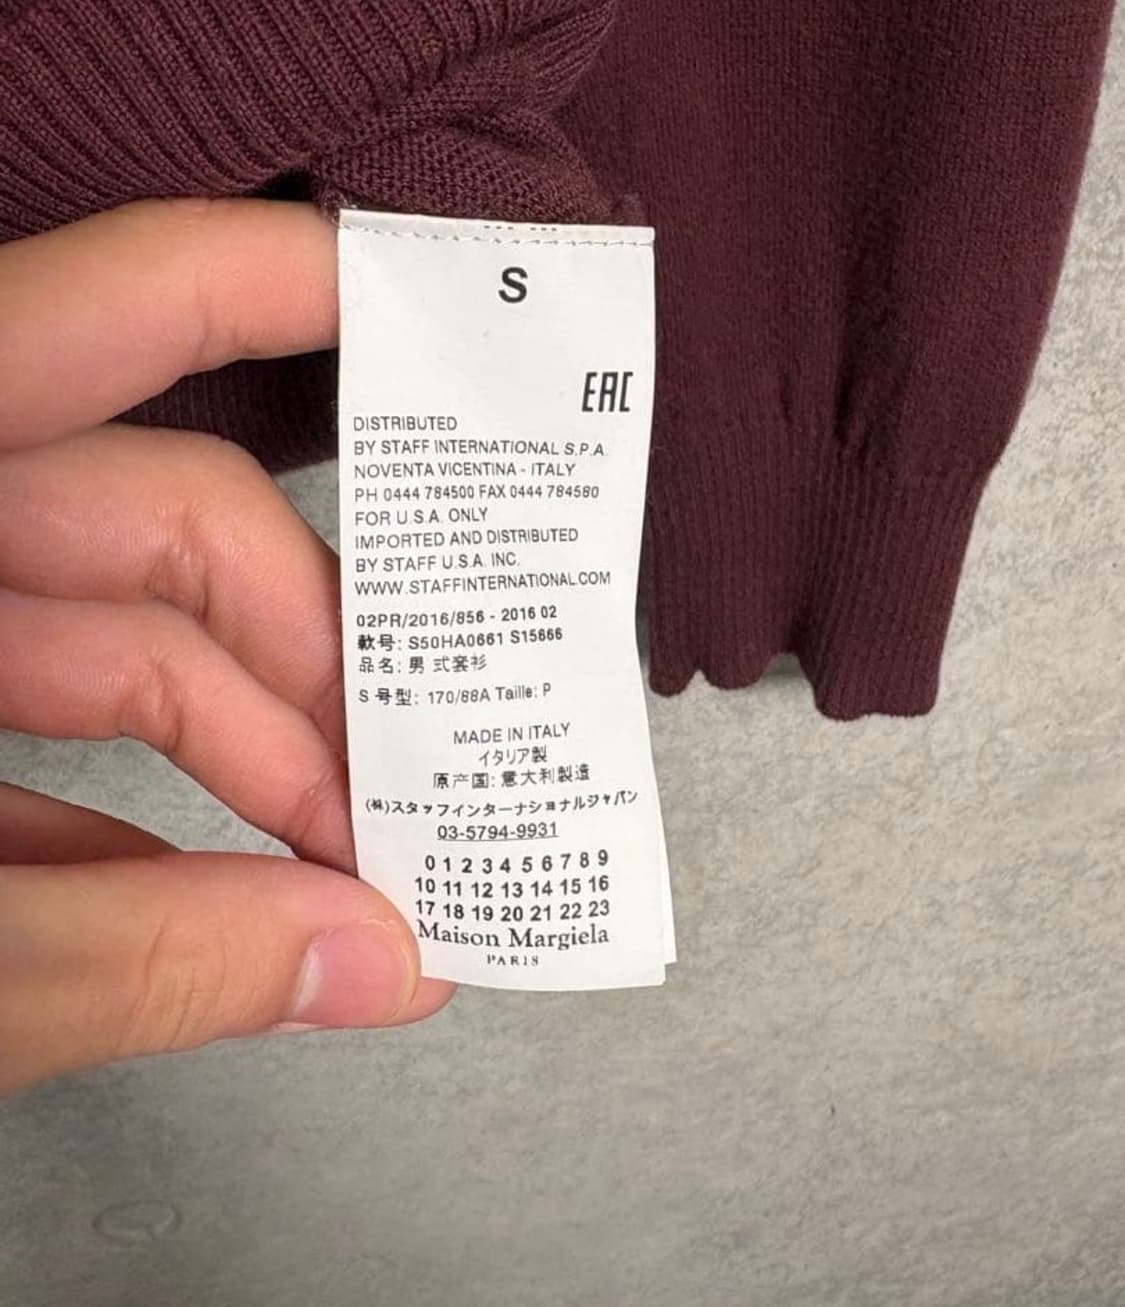 S
EAC
DISTRIBUTED
BY STAFF INTERNATIONAL S.P.A.
NOVENTA VICENTINA - ITALY
PH 0444 784500 FAX 0444 784580
FOR U.S.A. ONLY
IMPORTED AND DISTRIBUTED
BY STAFF U.S.A. INC.
WWW.STAFFINTERNATIONAL.COM
02PR/2016/856 - 2016 02
款号: S50HA0661 S15666
品名: 男 式套衫
S 号型: 170/88A Taille: P
MADE IN ITALY
イタリア製
原产国: 意大利製造
(株)スタッフインターナショナルジャパン
03-5794-9931
0 1 2 3 4 5 6 7 8 9
10 11 12 13 14 15 16
17 18 19 20 21 22 23
Maison Margiela
PARIS